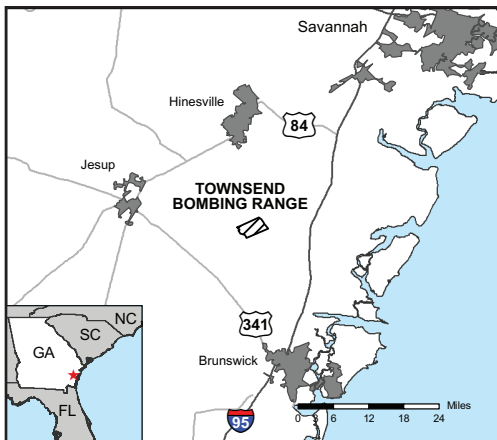 Savannah
Hinesville
84
Jesup
TOWNSEND
BOMBING RANGE
341
Brunswick
95
NC
SC
GA
FL
Miles
0 3 6 12 18 24